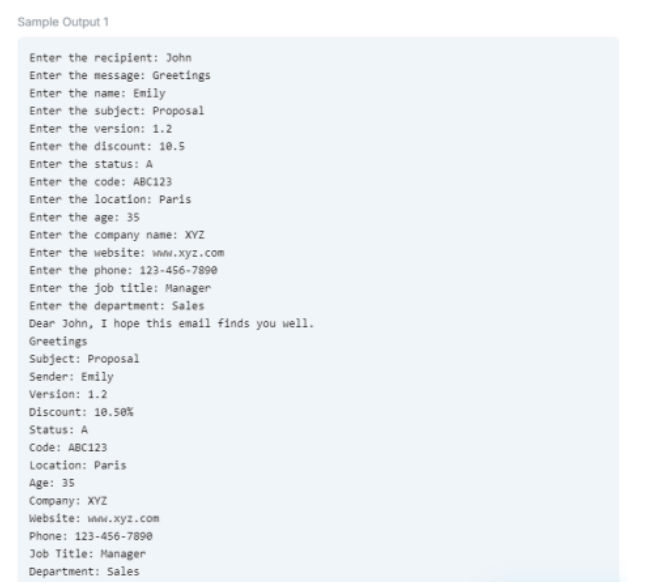 Sample Output 1
Enter the recipient: John
Enter the message: Greetings
Enter the name: Emily
Enter the subject: Proposal
Enter the version: 1.2
Enter the discount: 10.5
Enter the status: A
Enter the code: ABC123
Enter the location: Paris
Enter the age: 35
Enter the company name: XYZ
Enter the website: www.xyz.com
Enter the phone: 123-456-7890
Enter the job title: Manager
Enter the department: Sales
Dear John, I hope this email finds you well.
Greetings
Subject: Proposal
Sender: Emily
Version: 1.2
Discount: 10.50%
Status: A
Code: ABC123
Location: Paris
Age: 35
Company: XYZ
Website: www.xyz.com
Phone: 123-456-7890
Job Title: Manager
Department: Sales